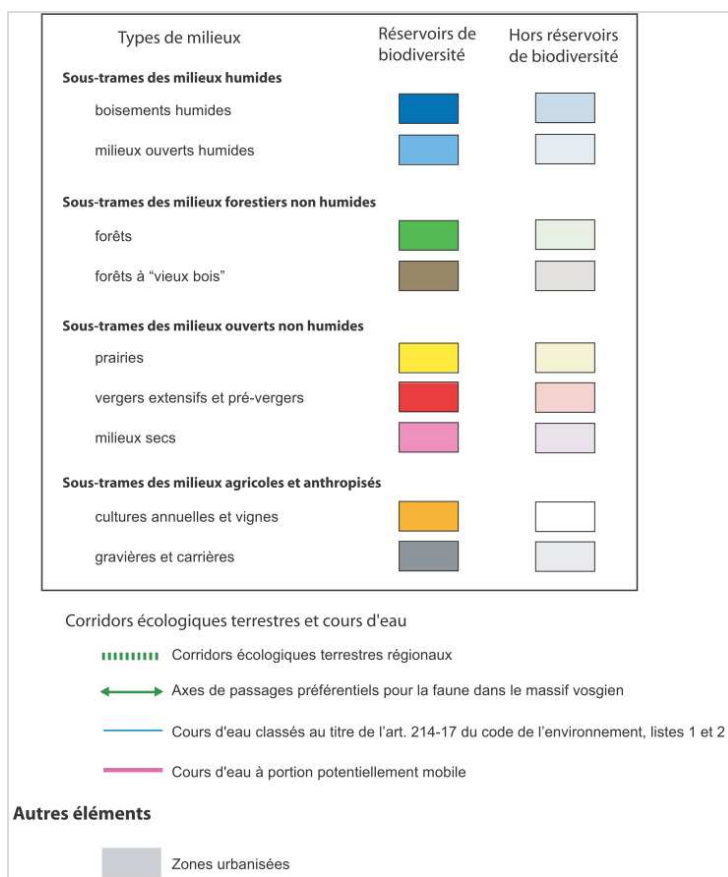 Types de milieu
Réservoirs de
biodiversité
Hors réservoirs
de biodiversité
Sous-trames des milieux humides
boisements humides
milieux ouverts humides
Sous-trames des milieux forestiers non humides
forêts
forêts à “vieux bois”
Sous-trames des milieux ouverts non humides
prairies
vergers extensifs et pré-vergers
milieux secs
Sous-trames des milieux agricoles et anthropisés
cultures annuelles et vignes
gravières et carrières
Corridors écologiques terrestres et cours d'eau
Corridors écologiques terrestres régionaux
Axes de passages préférentiels pour la faune dans le massif vosgien
Cours d'eau classés au titre de l’art. 214-17 du code de l’environnement, listes 1 et 2
Cours d'eau à portion potentiellement mobile
Autres éléments
Zones urbanisées